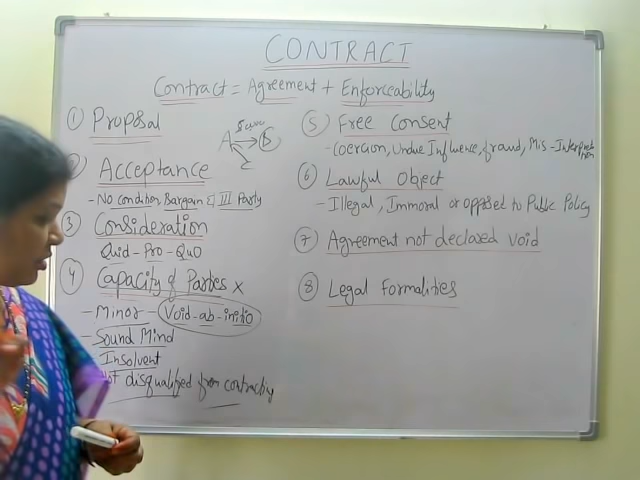 CONTRACT
Contract = Agreement + Enforceability
① Proposal
A B
C
② Acceptance
- No condition, Bargain & III Party
③ Consideration
Quid - Pro - Quo
④ Capacity of Parties x
- Minor - Void-ab-initio
- Sound Mind
Insolvent
Not disqualified from contracting
⑤ Free Consent
- Coercion, Undue Influence, fraud, Mis-Interpretation
⑥ Lawful Object
- Illegal, Immoral or opposed to Public Policy
⑦ Agreement not declared void
⑧ Legal Formalities